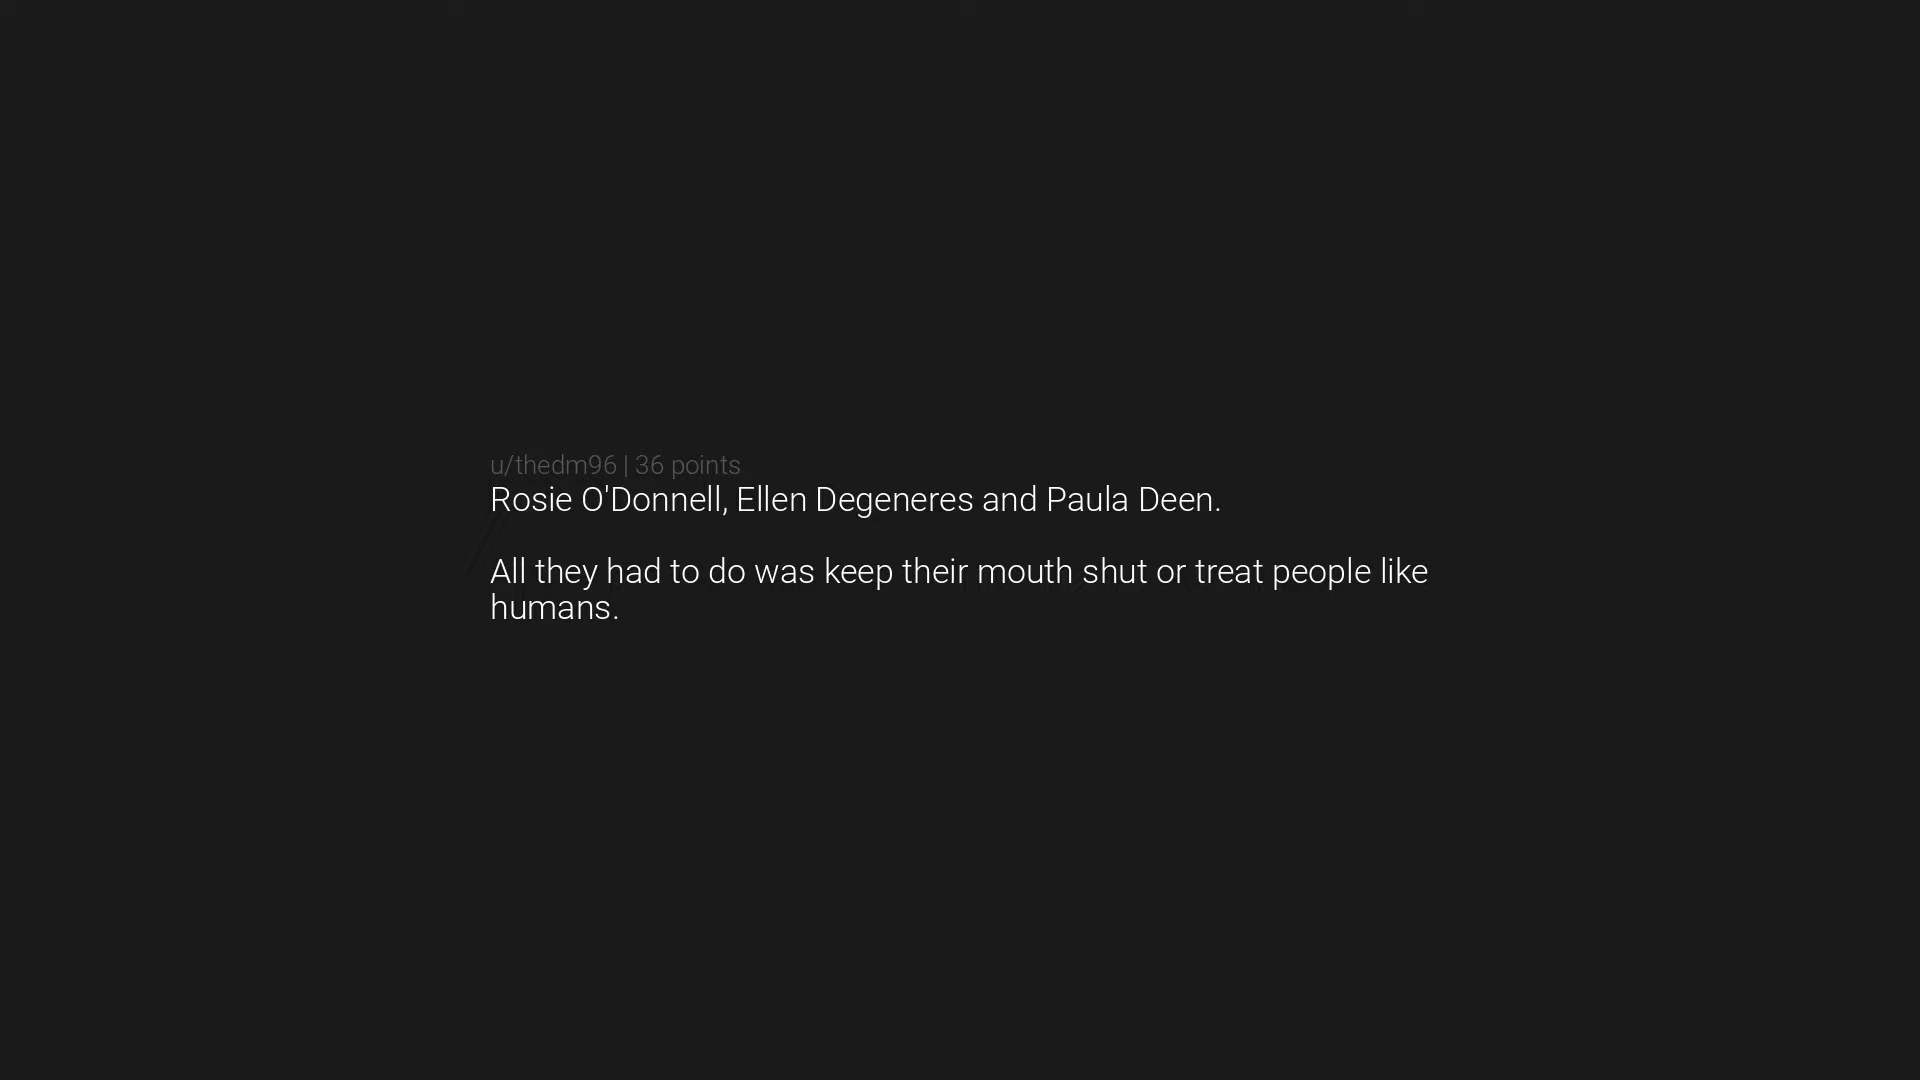 u/thedm96 | 36 points
Rosie O'Donnell, Ellen Degeneres and Paula Deen.
All they had to do was keep their mouth shut or treat people like
humans.